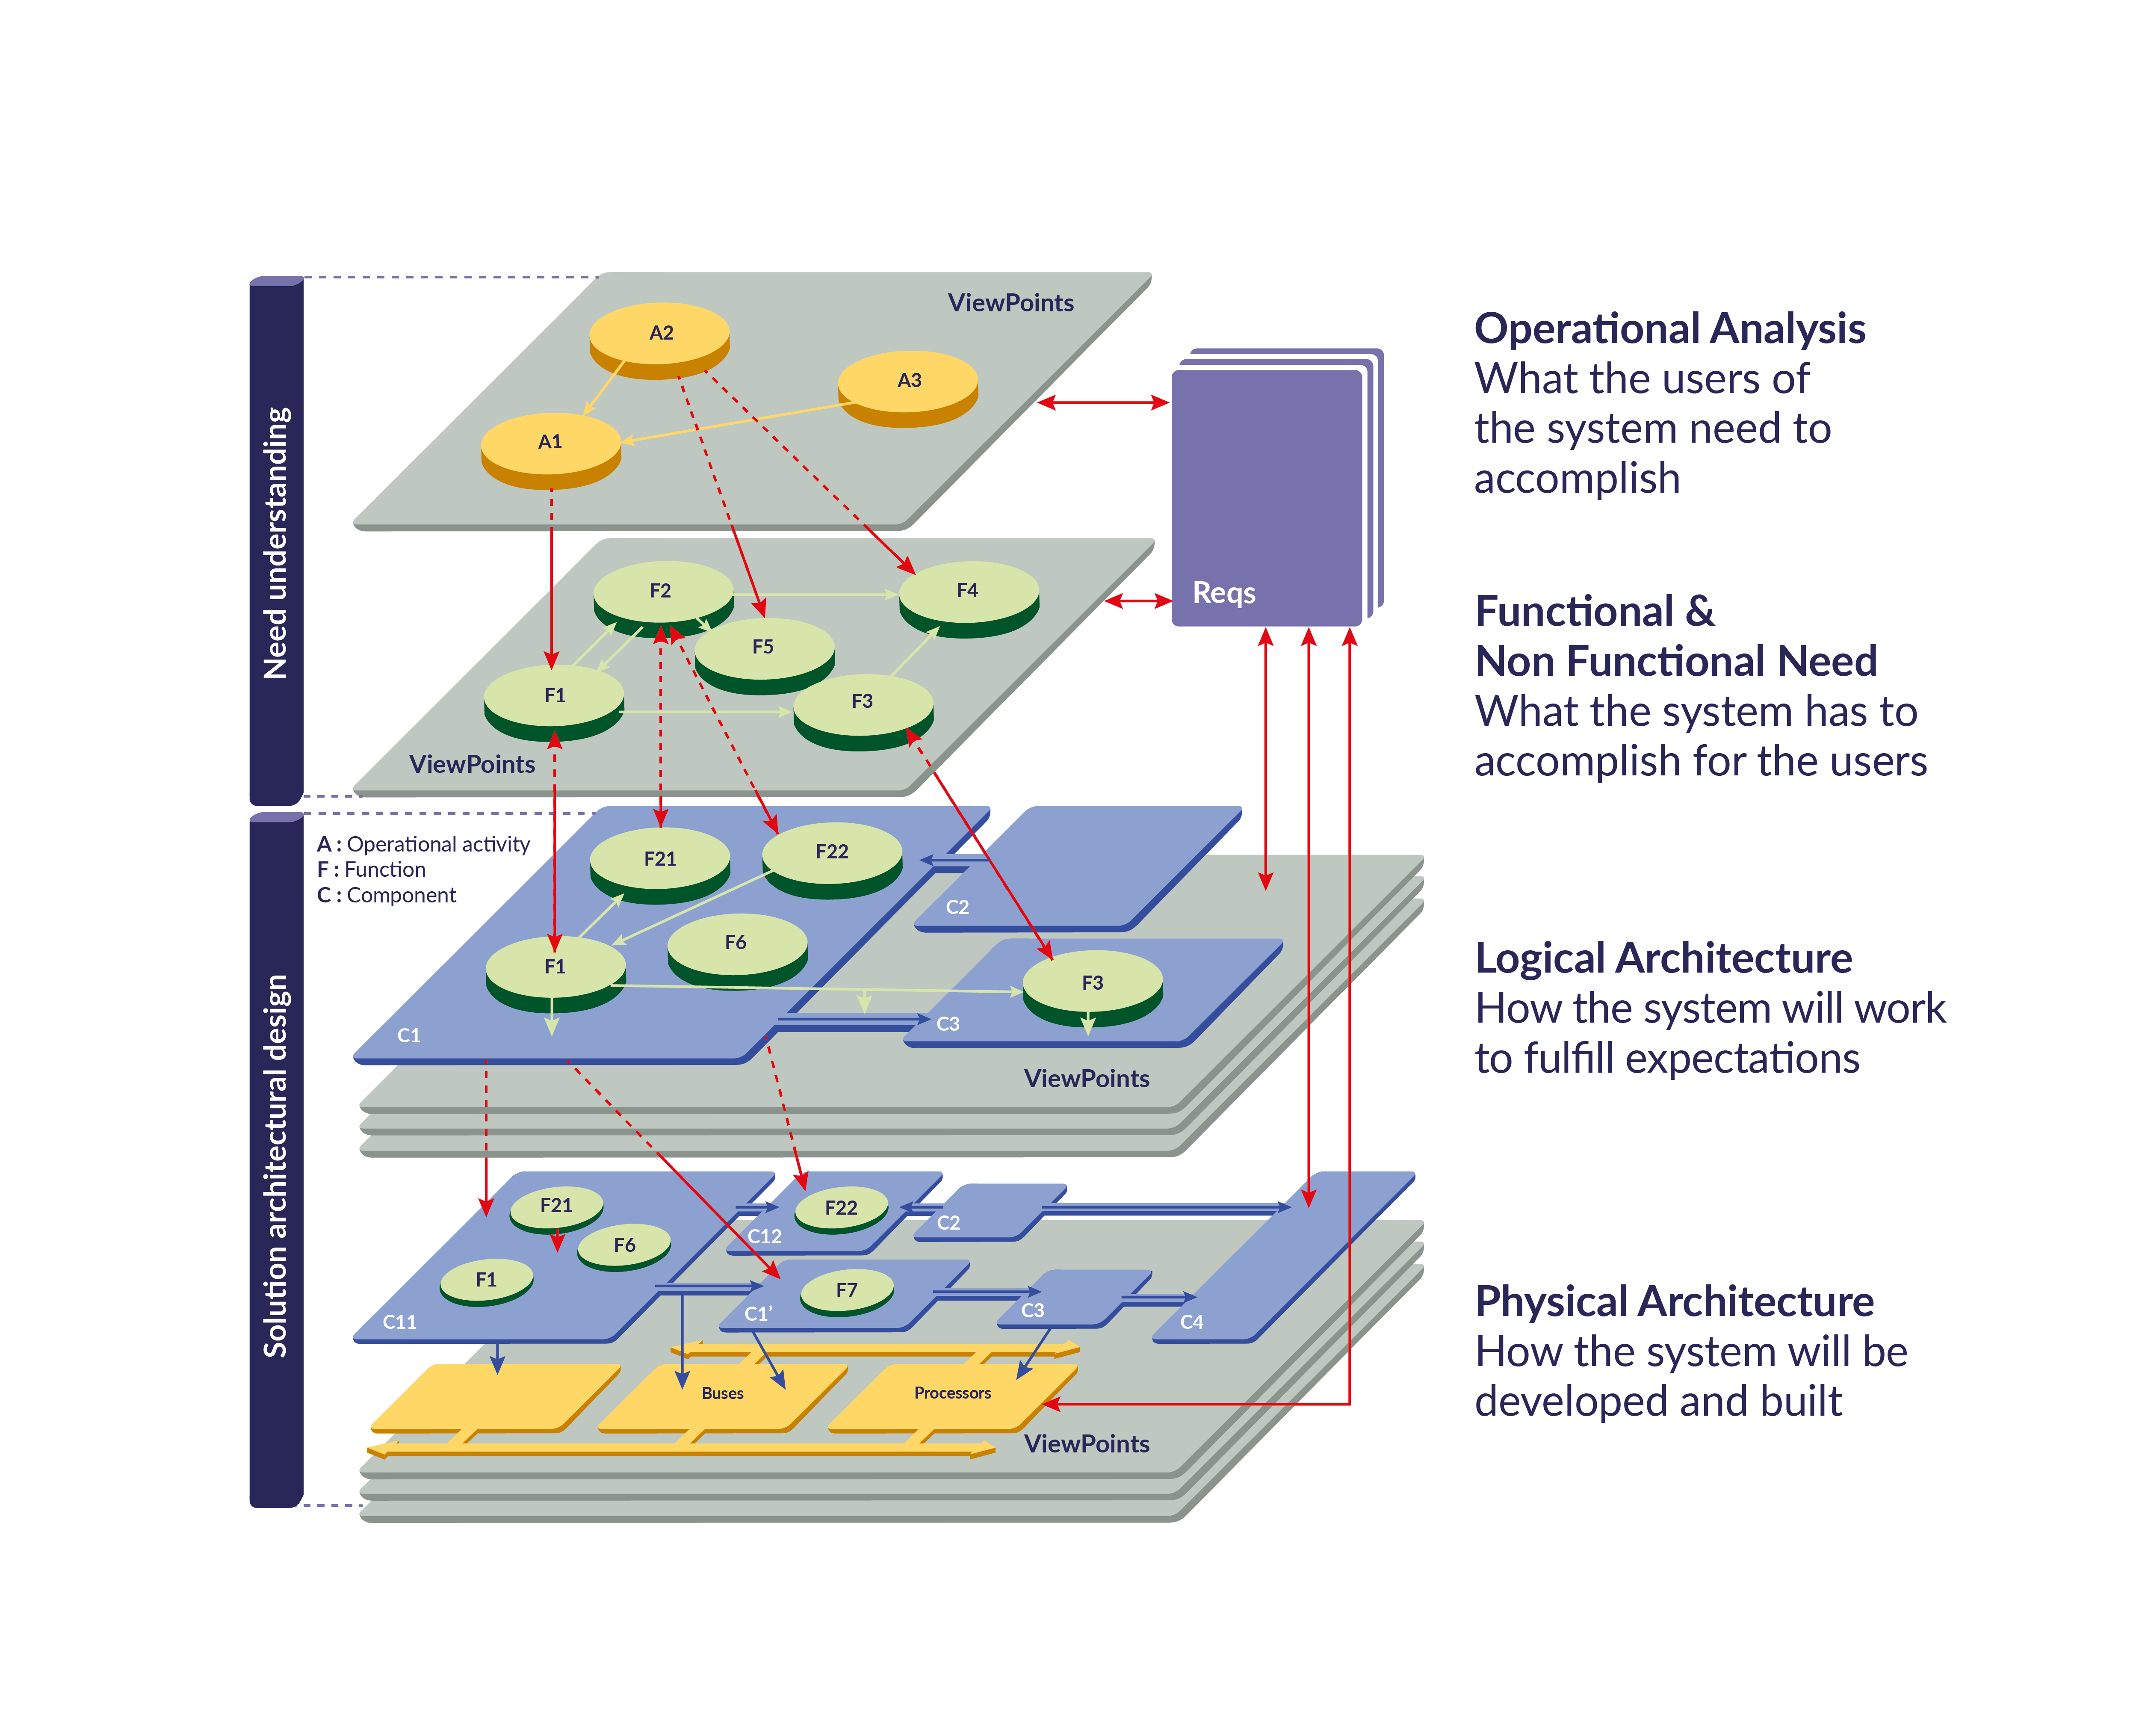 Need understanding
ViewPoints
A2
A3
A1
Operational Analysis
What the users of
the system need to
accomplish
Reqs
F2
F4
F5
F1
F3
ViewPoints
Functional &
Non Functional Need
What the system has to
accomplish for the users
Solution architectural design
A : Operational activity
F : Function
C : Component
F21
F22
C2
F6
F1
F3
C3
C1
ViewPoints
Logical Architecture
How the system will work
to fulfill expectations
F21
F22
C2
C12
F6
F1
F7
C11
C1’
C3
C4
Buses
Processors
ViewPoints
Physical Architecture
How the system will be
developed and built